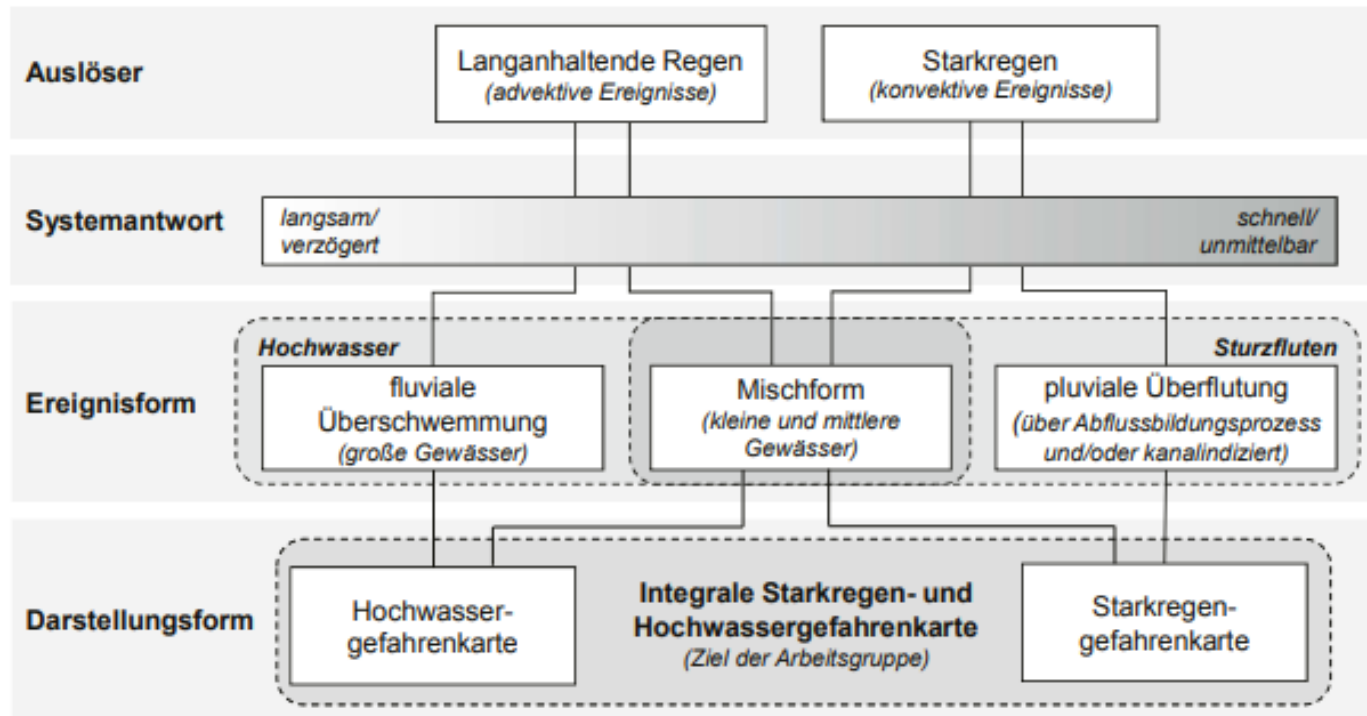 Auslöser
Langanhaltende Regen
(advektive Ereignisse)
Starkregen
(konvektive Ereignisse)
Systemantwort
langsam/
verzögert
schnell/
unmittelbar
Ereignisform
Hochwasser
Sturzfluten
fluviale
Überschwemmung
(große Gewässer)
Mischform
(kleine und mittlere
Gewässer)
pluviale Überflutung
(über Abflussbildungsprozess
und/oder kanalindiziert)
Darstellungsform
Hochwasser-
gefahrenkarte
Integrale Starkregen- und
Hochwassergefahrenkarte
(Ziel der Arbeitsgruppe)
Starkregen-
gefahrenkarte